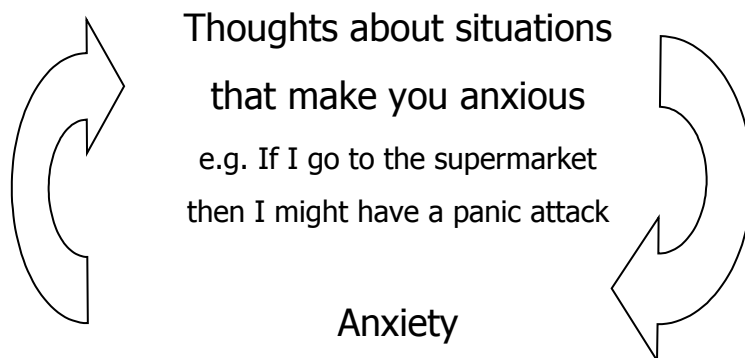 Thoughts about situations
that make you anxious
e.g. If I go to the supermarket
then I might have a panic attack
Anxiety